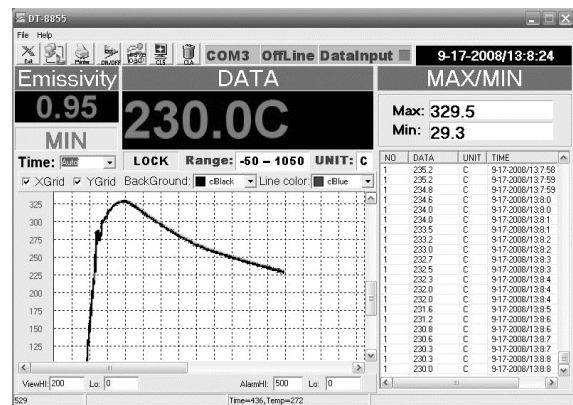 DT-8855
File Help
Exit Printer ON/OFF load CLS CLA COM3 OffLine DataInput 9-17-2008/13:8:24
Emissivity DATA MAX/MIN
0.95 230.0C
Max: 329.5
Min: 29.3
MIN
Time: Auto LOCK Range: -50 – 1050 UNIT: C
XGrid YGrid BackGround: clBlack Line color: clBlue
NO DATA UNIT TIME
1 235.2 C 9-17-2008/13:7:58
1 235.2 C 9-17-2008/13:7:59
1 234.8 C 9-17-2008/13:7:59
1 234.6 C 9-17-2008/13:8:0
1 234.0 C 9-17-2008/13:8:0
1 234.0 C 9-17-2008/13:8:1
1 233.5 C 9-17-2008/13:8:1
1 233.2 C 9-17-2008/13:8:2
1 233.0 C 9-17-2008/13:8:2
1 232.7 C 9-17-2008/13:8:3
1 232.5 C 9-17-2008/13:8:3
1 232.3 C 9-17-2008/13:8:4
1 232.0 C 9-17-2008/13:8:4
1 232.0 C 9-17-2008/13:8:4
1 231.6 C 9-17-2008/13:8:5
1 231.2 C 9-17-2008/13:8:6
1 230.8 C 9-17-2008/13:8:6
1 230.6 C 9-17-2008/13:8:7
1 230.3 C 9-17-2008/13:8:7
1 230.3 C 9-17-2008/13:8:8
1 230.0 C 9-17-2008/13:8:8
325
300
275
250
225
200
175
150
125
ViewHI: 200 Lo: 0 AlarmHI: 500 Lo: 0
529 Time=436,Temp=272